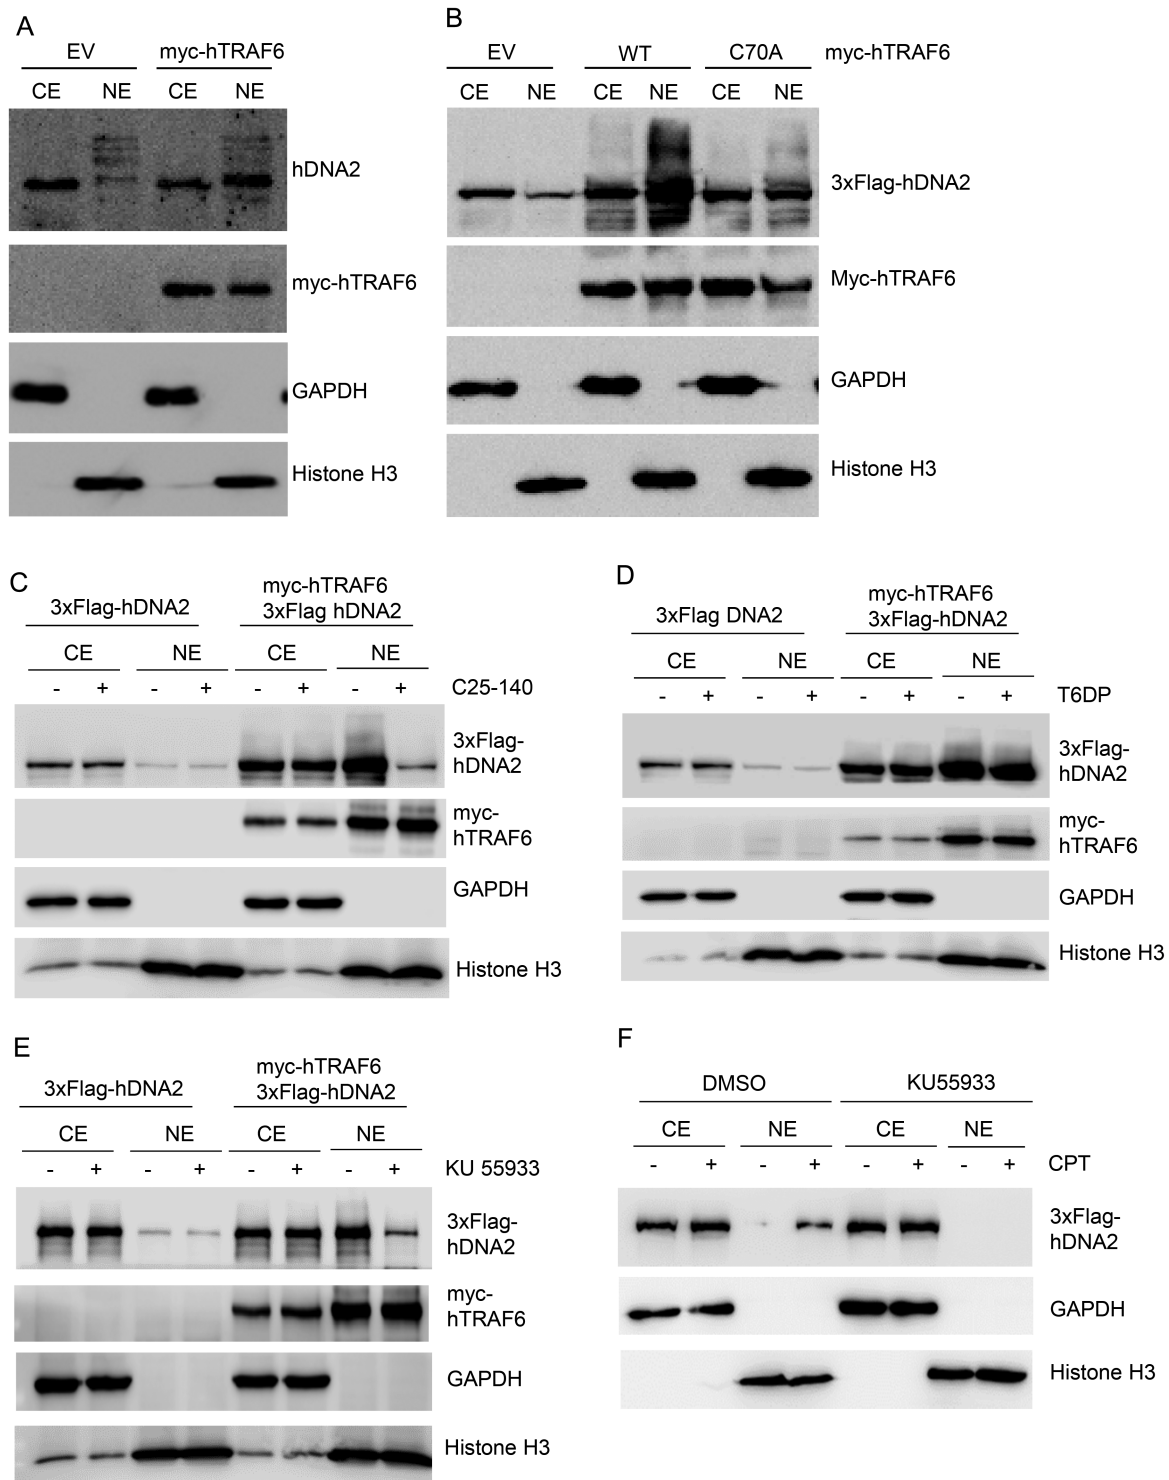 A
EV myc-hTRAF6
CE NE CE NE
hDNA2
myc-hTRAF6
GAPDH
Histone H3
B
EV WT C70A myc-hTRAF6
CE NE CE NE CE NE
3xFlag-hDNA2
Myc-hTRAF6
GAPDH
Histone H3
C
3xFlag-hDNA2
myc-hTRAF6
3xFlag hDNA2
CE NE CE NE
- + - + - + - + C25-140
3xFlag-
hDNA2
myc-
hTRAF6
GAPDH
Histone H3
D
3xFlag DNA2
myc-hTRAF6
3xFlag-hDNA2
CE NE CE NE
- + - + - + - + T6DP
3xFlag-
hDNA2
myc-
hTRAF6
GAPDH
Histone H3
E
3xFlag-hDNA2
myc-hTRAF6
3xFlag-hDNA2
CE NE CE NE
- + - + - + - + KU 55933
3xFlag-
hDNA2
myc-
hTRAF6
GAPDH
Histone H3
F
DMSO KU55933
CE NE CE NE
- + - + - + - + CPT
3xFlag-
hDNA2
GAPDH
Histone H3